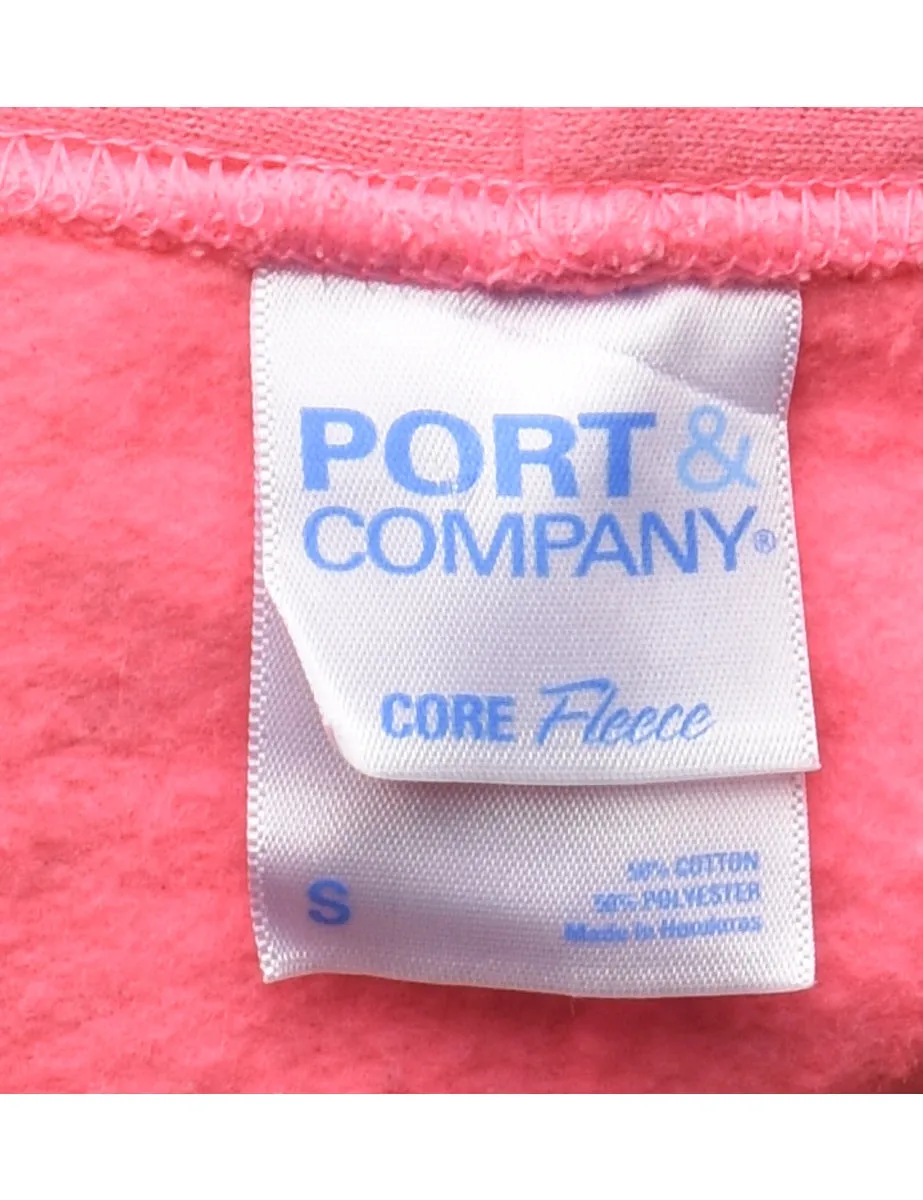 PORT &
COMPANY®
CORE Fleece
S
50% COTTON
50% POLYESTER
Made in Honduras